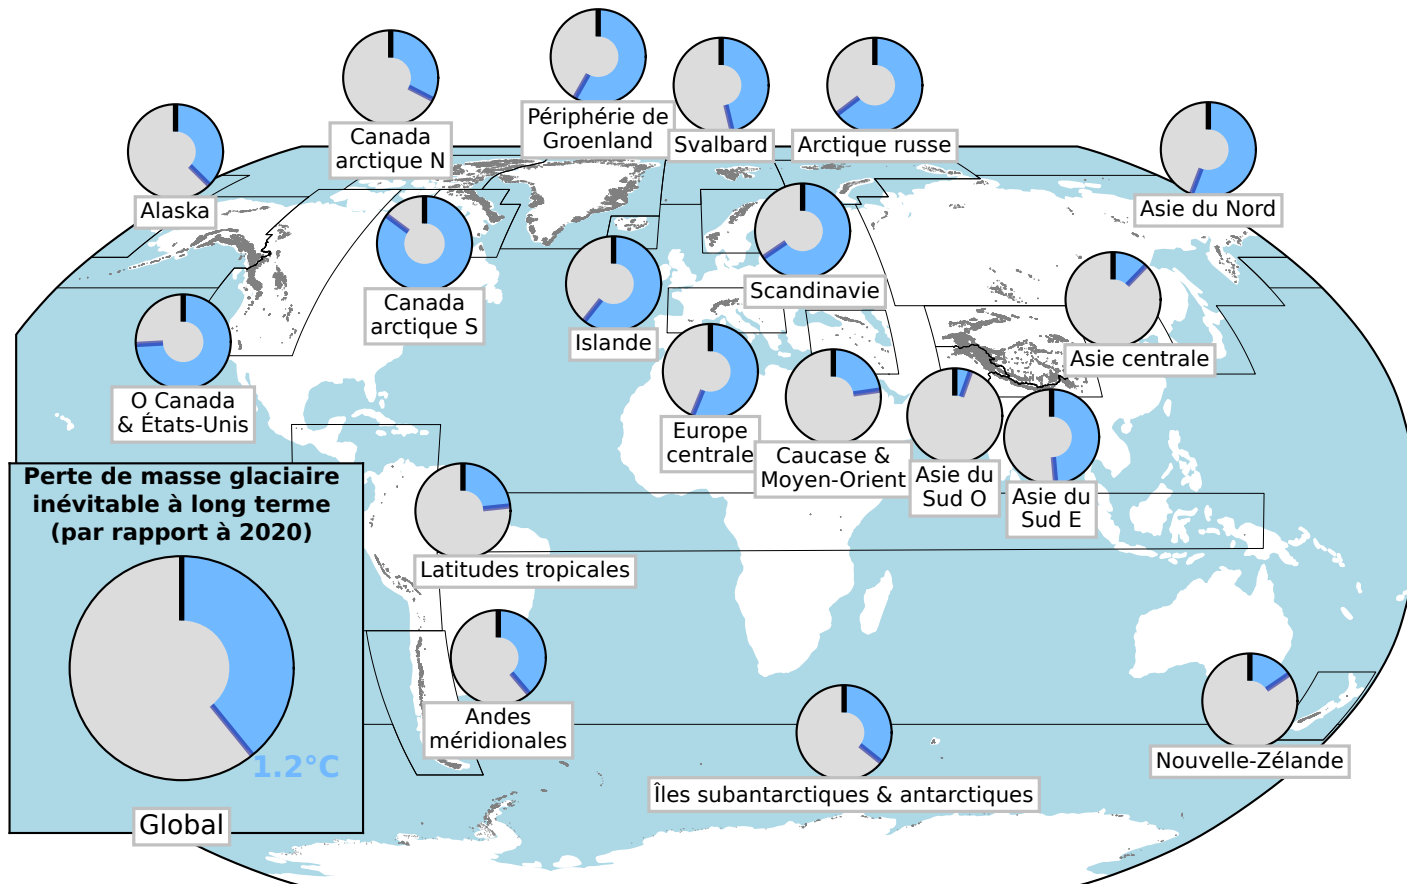 Canada
arctique N
Périphérie de
Groenland
Svalbard
Arctique russe
Alaska
Asie du Nord
Canada
arctique S
Islande
Scandinavie
Asie centrale
O Canada
& États-Unis
Europe
centrale
Caucase &
Moyen-Orient
Asie du
Sud O
Asie du
Sud E
Perte de masse glaciaire
inévitable à long terme
(par rapport à 2020)
1.2°C
Global
Latitudes tropicales
Andes
méridionales
Îles subantarctiques & antarctiques
Nouvelle-Zélande